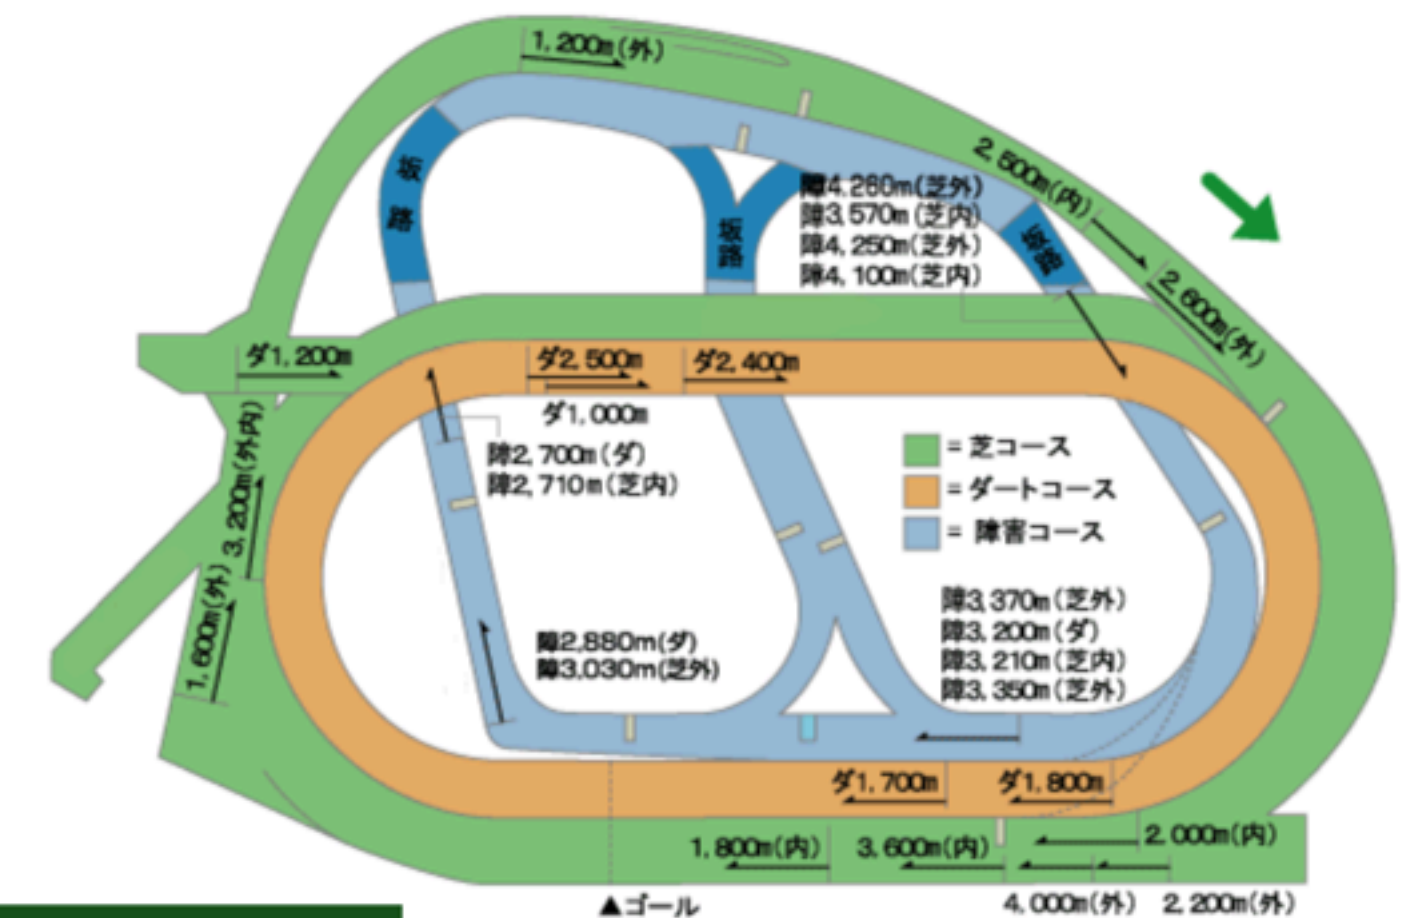 1,200m(外)
2,500m(内)
2,600m(外)
坂路
坂路
坂路
障4.260m(芝外)
障3,570m(芝内)
障4,250m(芝外)
障4,100m(芝内)
ダ1,200m
ダ2,500m
ダ2,400m
ダ1,000m
障2,700m(ダ)
障2,710m(芝内)
= 芝コース
= ダートコース
= 障害コース
3,200m(外内)
1,600m(外)
障2,880m(ダ)
障3,030m(芝外)
障3,370m(芝外)
障3,200m(ダ)
障3,210m(芝内)
障3,350m(芝外)
ダ1,700m
ダ1,800m
1,800m(内)
3,600m(内)
2,000m(内)
▲ゴール
4,000m(外)
2,200m(外)